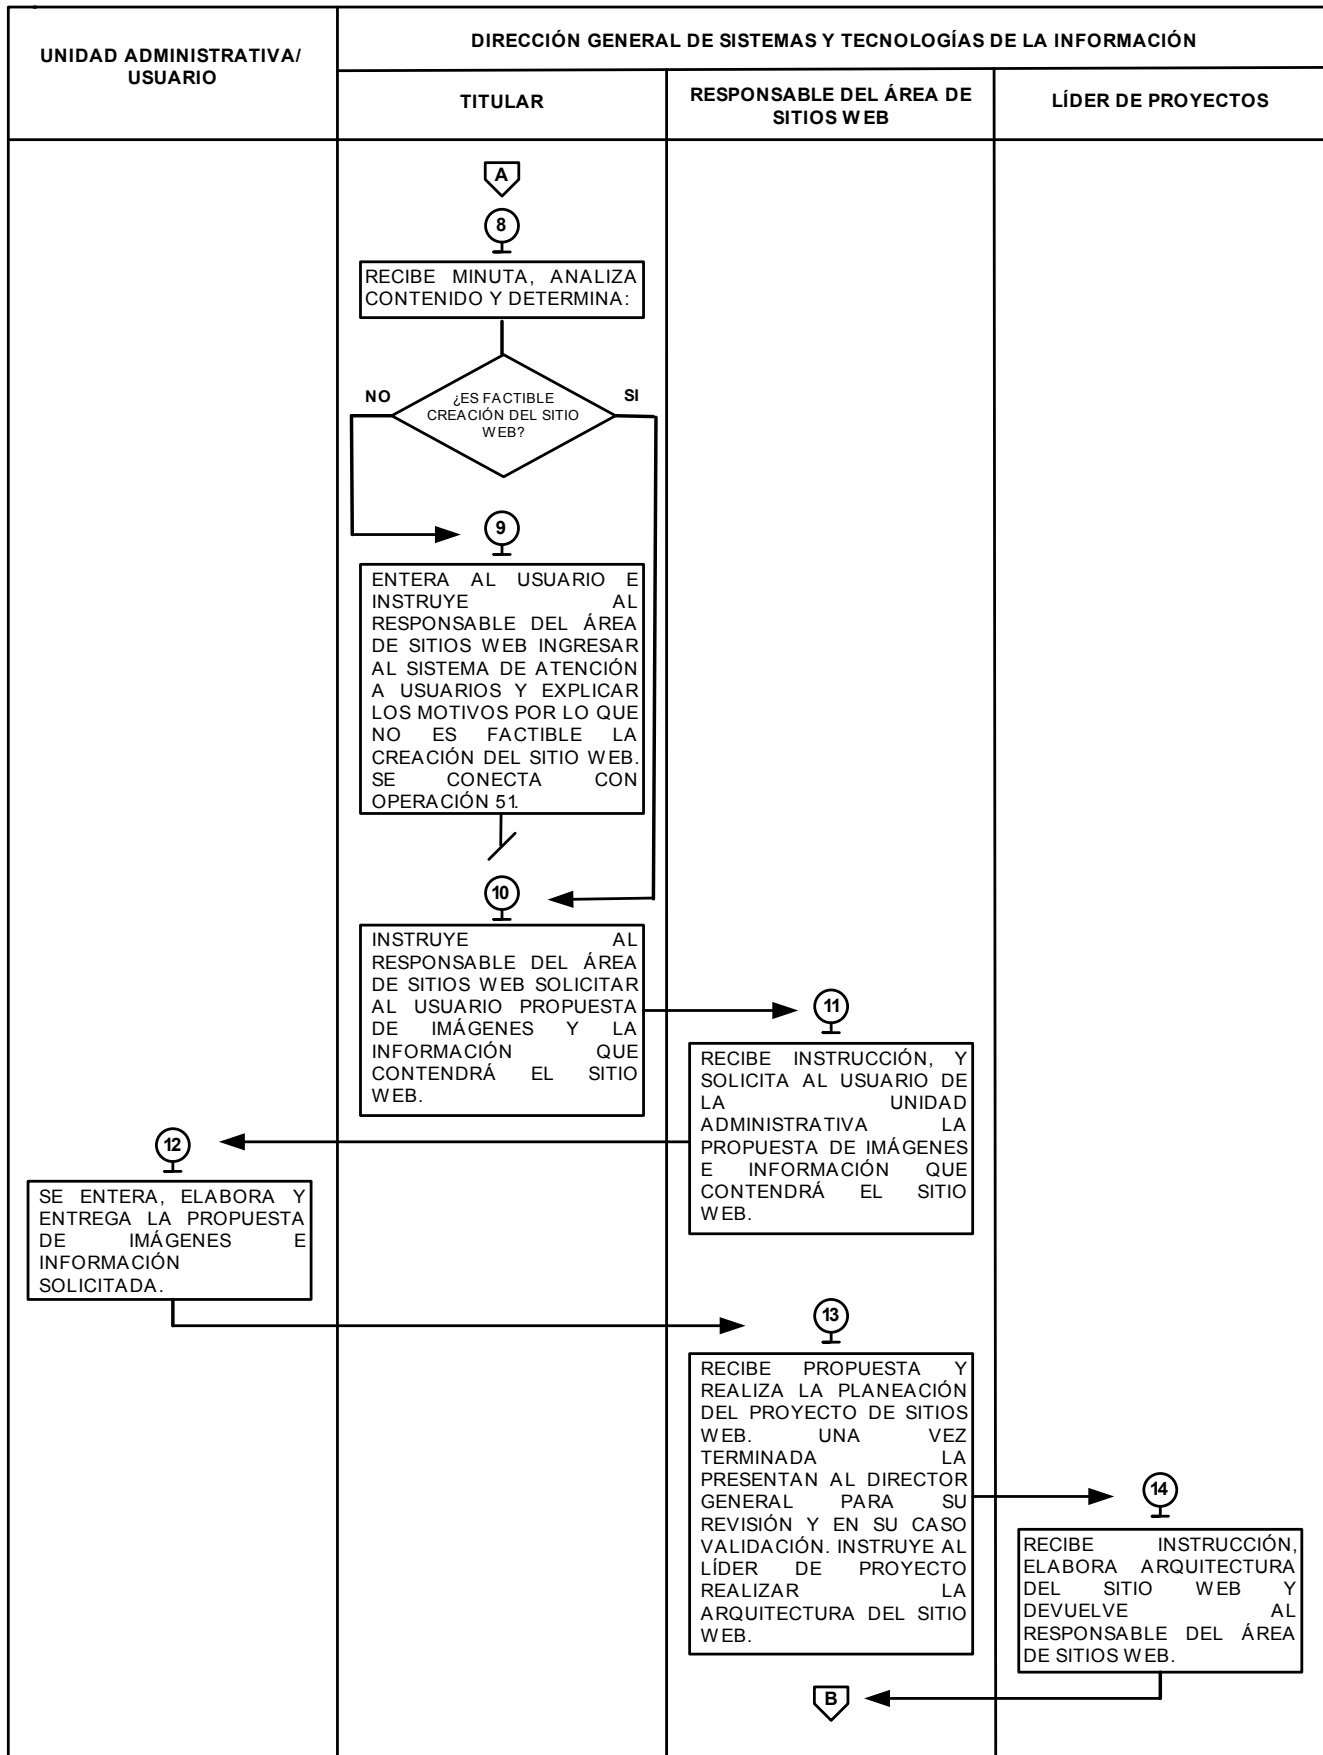 UNIDAD ADMINISTRATIVA/
USUARIO
DIRECCIÓN GENERAL DE SISTEMAS Y TECNOLOGÍAS DE LA INFORMACIÓN
TITULAR
RESPONSABLE DEL ÁREA DE
SITIOS WEB
LÍDER DE PROYECTOS
A
8
RECIBE MINUTA, ANALIZA
CONTENIDO Y DETERMINA:
NO
¿ES FACTIBLE
CREACIÓN DEL SITIO
WEB?
SI
9
ENTERA AL USUARIO E
INSTRUYE AL
RESPONSABLE DEL ÁREA
DE SITIOS WEB INGRESAR
AL SISTEMA DE ATENCIÓN
A USUARIOS Y EXPLICAR
LOS MOTIVOS POR LO QUE
NO ES FACTIBLE LA
CREACIÓN DEL SITIO WEB.
SE CONECTA CON
OPERACIÓN 51.
10
INSTRUYE AL
RESPONSABLE DEL ÁREA
DE SITIOS WEB SOLICITAR
AL USUARIO PROPUESTA
DE IMÁGENES Y LA
INFORMACIÓN QUE
CONTENDRÁ EL SITIO
WEB.
11
RECIBE INSTRUCCIÓN, Y
SOLICITA AL USUARIO DE
LA UNIDAD
ADMINISTRATIVA LA
PROPUESTA DE IMÁGENES
E INFORMACIÓN QUE
CONTENDRÁ EL SITIO
WEB.
12
SE ENTERA, ELABORA Y
ENTREGA LA PROPUESTA
DE IMÁGENES E
INFORMACIÓN
SOLICITADA.
13
RECIBE PROPUESTA Y
REALIZA LA PLANEACIÓN
DEL PROYECTO DE SITIOS
WEB. UNA VEZ
TERMINADA LA
PRESENTAN AL DIRECTOR
GENERAL PARA SU
REVISIÓN Y EN SU CASO
VALIDACIÓN. INSTRUYE AL
LÍDER DE PROYECTO
REALIZAR LA
ARQUITECTURA DEL SITIO
WEB.
14
RECIBE INSTRUCCIÓN,
ELABORA ARQUITECTURA
DEL SITIO WEB Y
DEVUELVE AL
RESPONSABLE DEL ÁREA
DE SITIOS WEB.
B